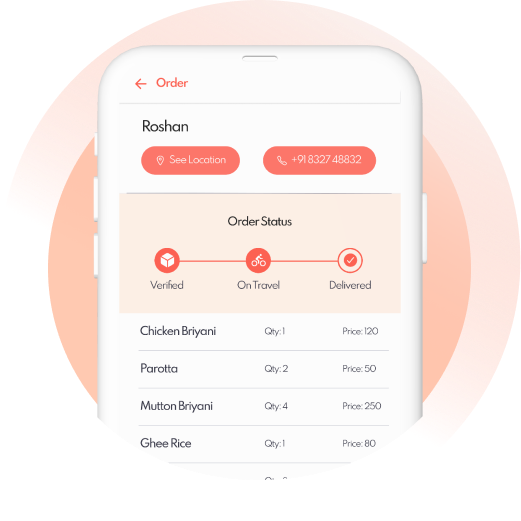 Order
Roshan
See Location +91 8327 48832
Order Status
Verified On Travel Delivered
Chicken Briyani Qty: 1 Price: 120
Parotta Qty: 2 Price: 50
Mutton Briyani Qty: 4 Price: 250
Ghee Rice Qty: 1 Price: 80